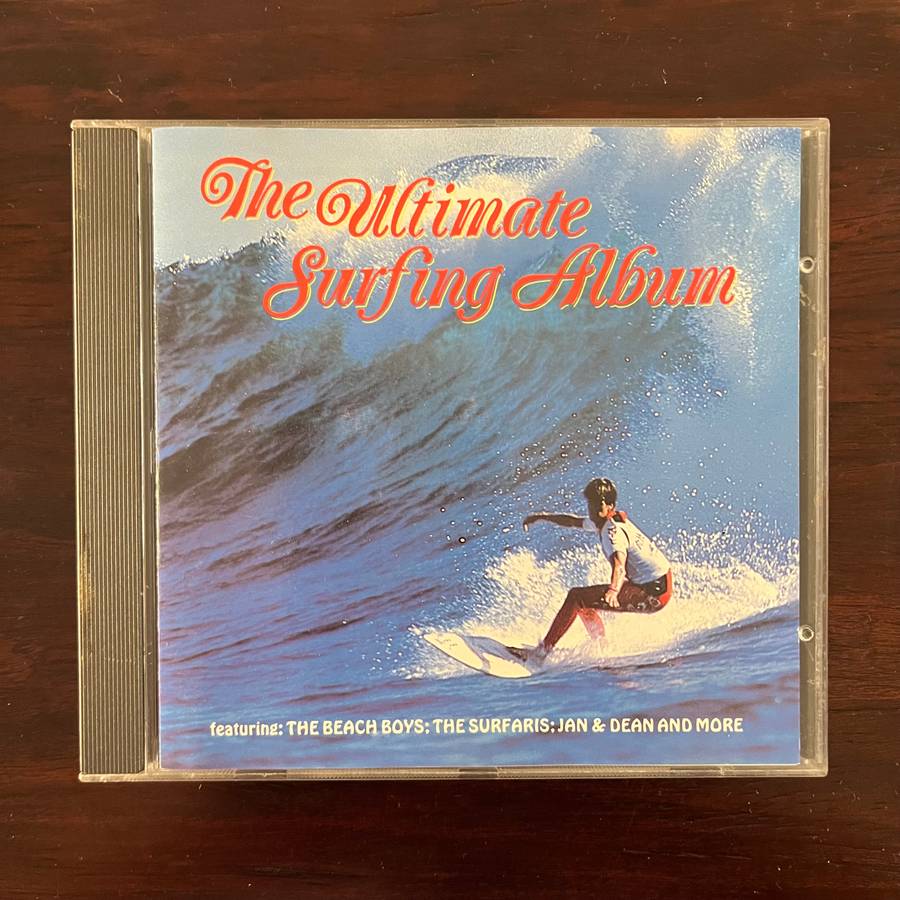 The Ultimate
Surfing Album
featuring: THE BEACH BOYS; THE SURFARIS; JAN & DEAN AND MORE